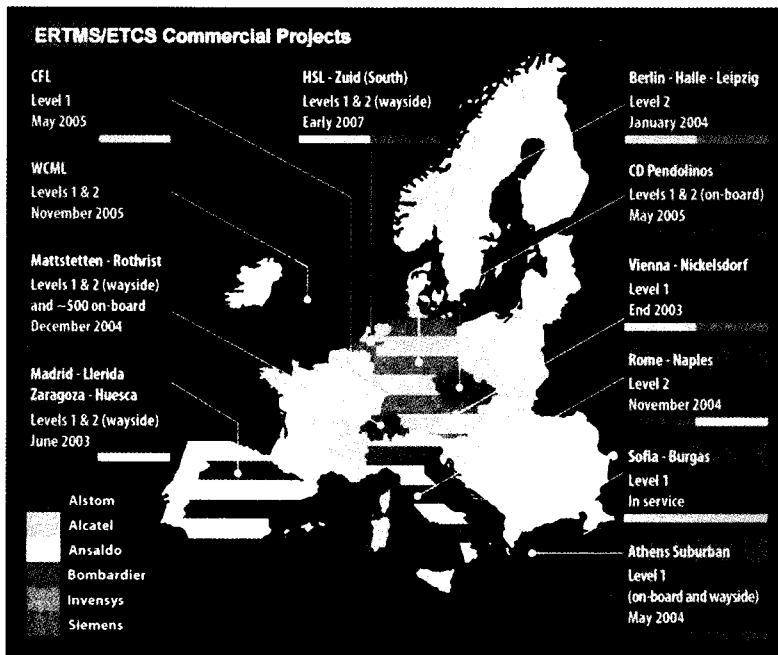 ERTMS/ETCS Commercial Projects
CFL
Level 1
May 2005
WCML
Levels 1 & 2
November 2005
Mattstetten - Rothrist
Levels 1 & 2 (wayside)
and ~500 on-board
December 2004
Madrid - Llerida
Zaragoza - Huesca
Levels 1 & 2 (wayside)
June 2003
HSL - Zuid (South)
Levels 1 & 2 (wayside)
Early 2007
Berlin - Halle - Leipzig
Level 2
January 2004
CD Pendolinos
Levels 1 & 2 (on-board)
May 2005
Vienna - Nickelsdorf
Level 1
End 2003
Rome - Naples
Level 2
November 2004
Sofia - Burgas
Level 1
In service
Athens Suburban
Level 1
(on-board and wayside)
May 2004
Alstom
Alcatel
Ansaldo
Bombardier
Invensys
Siemens